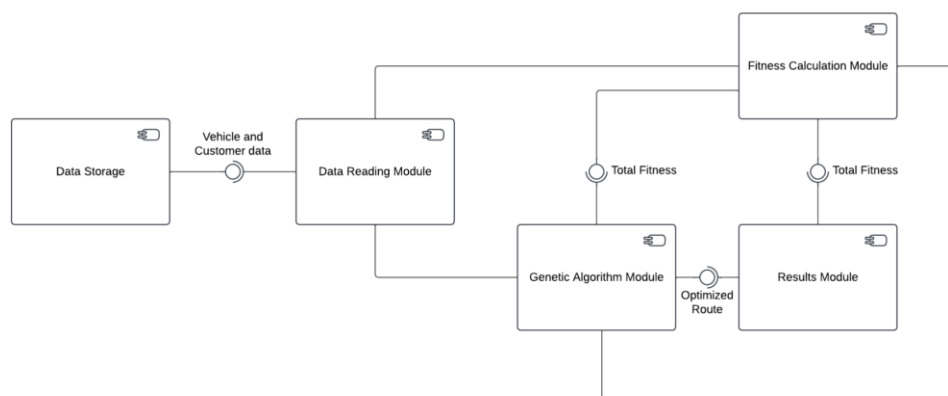 Fitness Calculation Module
Vehicle and
Customer data
Data Storage
Data Reading Module
Total Fitness
Total Fitness
Genetic Algorithm Module
Results Module
Optimized
Route